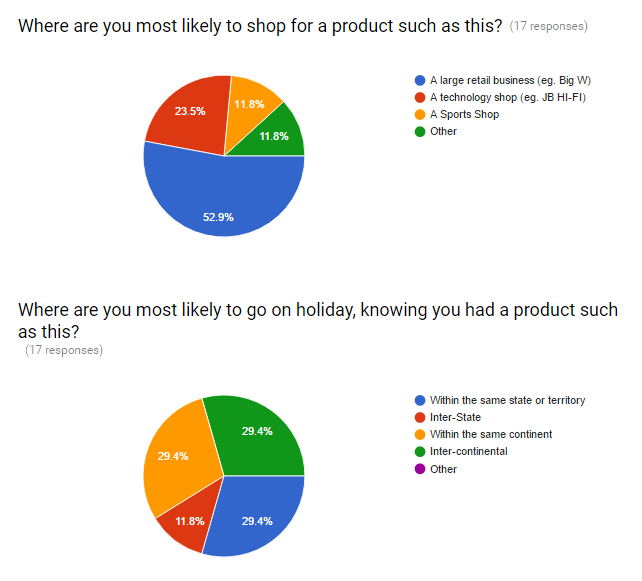 Where are you most likely to shop for a product such as this? (17 responses)
A large retail business (eg. Big W)
A technology shop (eg. JB HI-FI)
A Sports Shop
Other
23.5%
11.8%
11.8%
52.9%
Where are you most likely to go on holiday, knowing you had a product such
as this?
(17 responses)
Within the same state or territory
Inter-State
Within the same continent
Inter-continental
Other
29.4%
29.4%
11.8%
29.4%